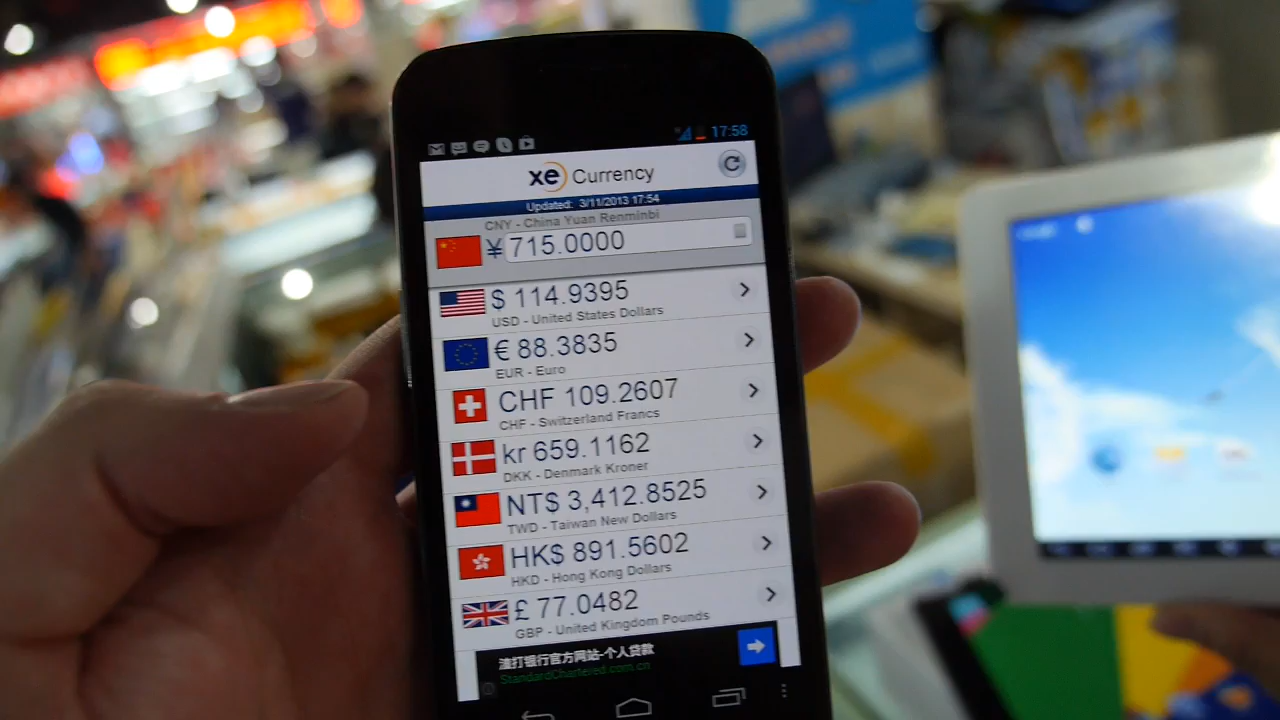 17:58
xe Currency
Updated: 3/11/2013 17:54
CNY - China Yuan Renminbi
¥ 715.0000
$ 114.9395
USD - United States Dollars
€ 88.3835
EUR - Euro
CHF 109.2607
CHF - Switzerland Francs
kr 659.1162
DKK - Denmark Kroner
NT$ 3,412.8525
TWD - Taiwan New Dollars
HK$ 891.5602
HKD - Hong Kong Dollars
£ 77.0482
GBP - United Kingdom Pounds
渣打银行官方网站-个人贷款
StandardChartered.com.cn